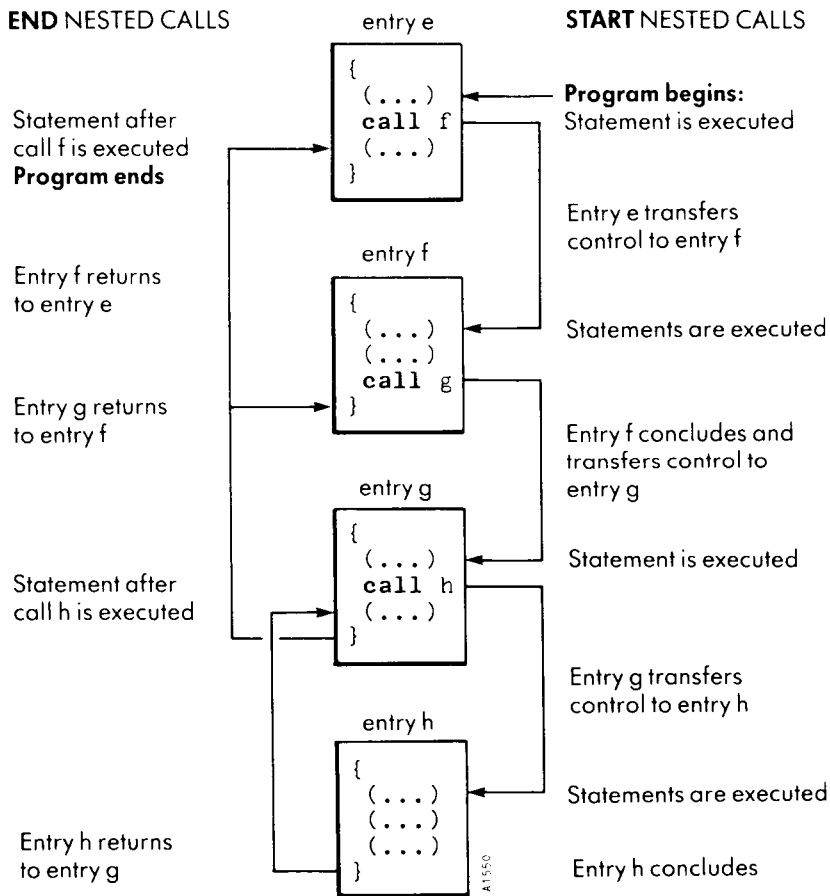 END NESTED CALLS
entry e
START NESTED CALLS
{
(...)
call f
(...)
}
Program begins:
Statement is executed
Statement after
call f is executed
Program ends
Entry e transfers
control to entry f
entry f
Entry f returns
to entry e
{
(...)
(...)
call g
}
Statements are executed
Entry g returns
to entry f
Entry f concludes and
transfers control to
entry g
entry g
{
(...)
call h
(...)
}
Statement is executed
Statement after
call h is executed
Entry g transfers
control to entry h
entry h
{
(...)
(...)
(...)
}
Statements are executed
Entry h returns
to entry g
A1550
Entry h concludes